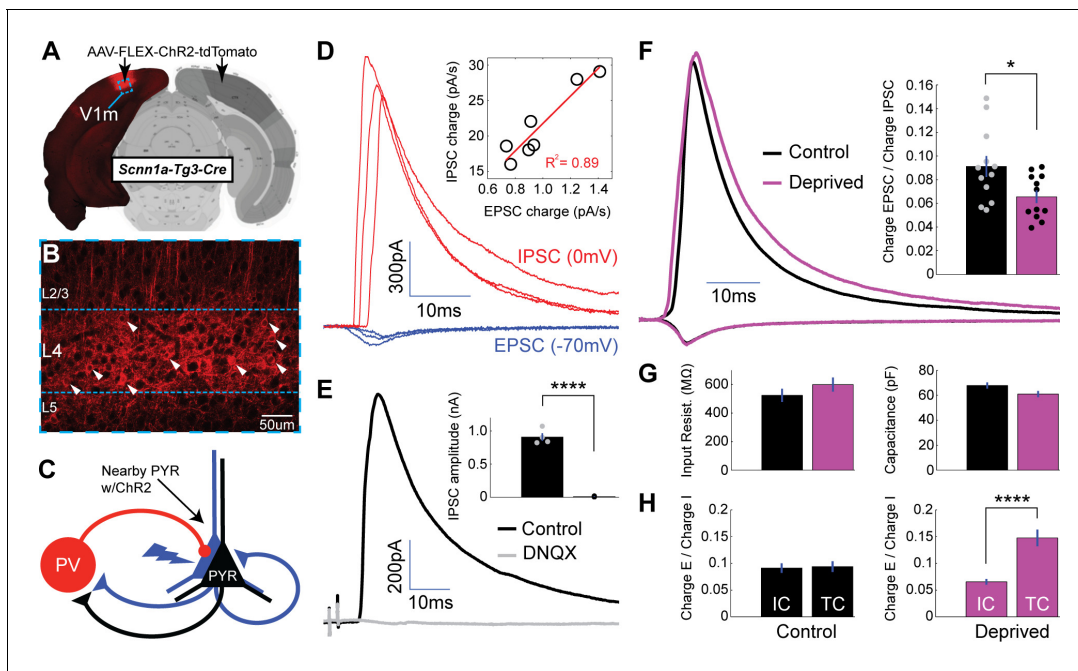 A
AAV-FLEX-ChR2-tdTomato
V1m
Scnn1a-Tg3-Cre
B
L2/3
L4
L5
50um
C
Nearby PYR
w/ChR2
PV
PYR
D
IPSC charge (pA/s)
30
25
20
15
R²= 0.89
0.6 0.8 1.0 1.2 1.4
EPSC charge (pA/s)
IPSC (0mV)
300pA
10ms
EPSC (-70mV)
E
IPSC amplitude (nA)
1.0
0.5
0
****
Control
DNQX
200pA
10ms
F
Control
Deprived
10ms
Charge EPSC / Charge IPSC
0.16
0.14
0.12
0.10
0.08
0.06
0.04
0.02
0
*
G
Input Resist. (MΩ)
600
400
200
0
Capacitance (pF)
80
60
40
20
0
H
Charge E / Charge I
0.2
0.15
0.1
0.05
0
IC TC
Control
Charge E / Charge I
0.2
0.15
0.1
0.05
0
****
IC TC
Deprived